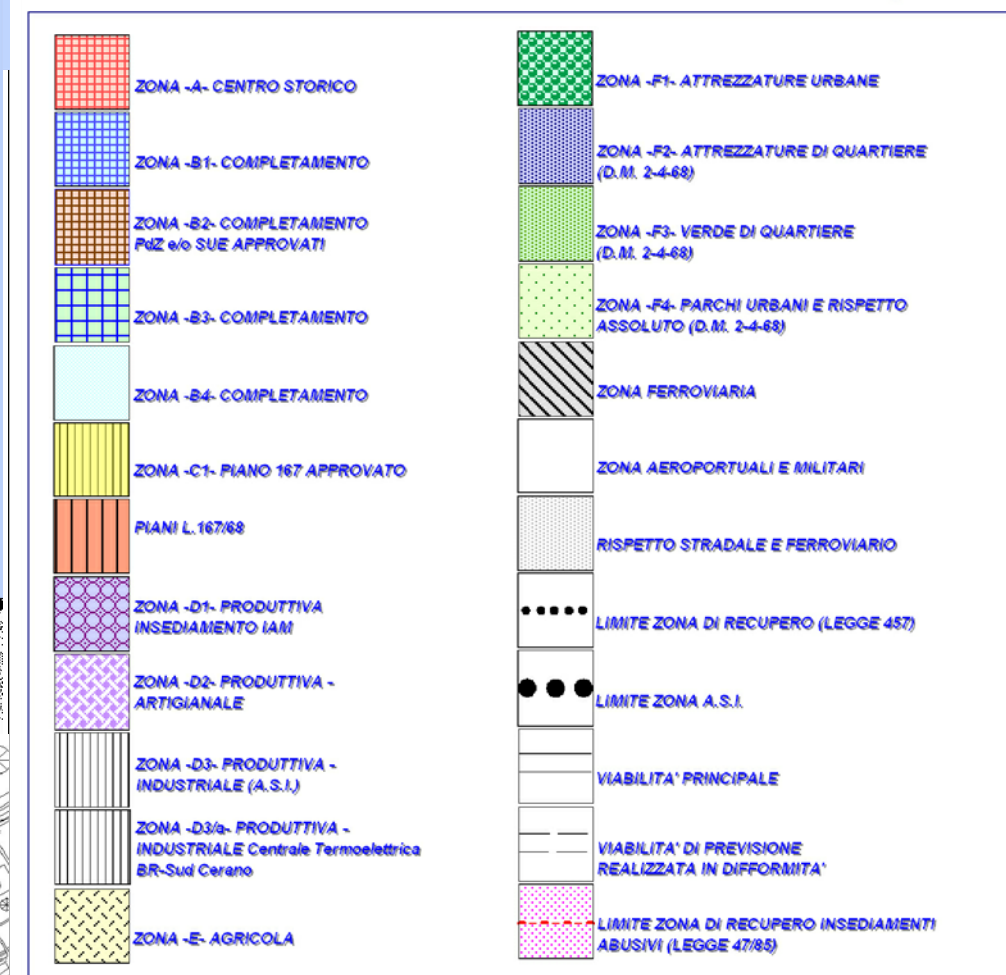 ZONA -A- CENTRO STORICO
ZONA -B1- COMPLETAMENTO
ZONA -B2- COMPLETAMENTO
PdZ e/o SUE APPROVATI
ZONA -B3- COMPLETAMENTO
ZONA -B4- COMPLETAMENTO
ZONA -C1- PIANO 167 APPROVATO
PIANI L.167/68
ZONA -D1- PRODUTTIVA
INSEDIAMENTO IAM
ZONA -D2- PRODUTTIVA -
ARTIGIANALE
ZONA -D3- PRODUTTIVA -
INDUSTRIALE (A.S.I.)
ZONA -D3/a- PRODUTTIVA -
INDUSTRIALE Centrale Termoelettrica
BR-Sud Cerano
ZONA -E- AGRICOLA
ZONA -F1- ATTREZZATURE URBANE
ZONA -F2- ATTREZZATURE DI QUARTIERE
(D.M. 2-4-68)
ZONA -F3- VERDE DI QUARTIERE
(D.M. 2-4-68)
ZONA -F4- PARCHI URBANI E RISPETTO
ASSOLUTO (D.M. 2-4-68)
ZONA FERROVIARIA
ZONA AEROPORTUALI E MILITARI
RISPETTO STRADALE E FERROVIARIO
LIMITE ZONA DI RECUPERO (LEGGE 457)
LIMITE ZONA A.S.I.
VIABILITA' PRINCIPALE
VIABILITA' DI PREVISIONE
REALIZZATA IN DIFFORMITA'
LIMITE ZONA DI RECUPERO INSEDIAMENTI
ABUSIVI (LEGGE 47/85)